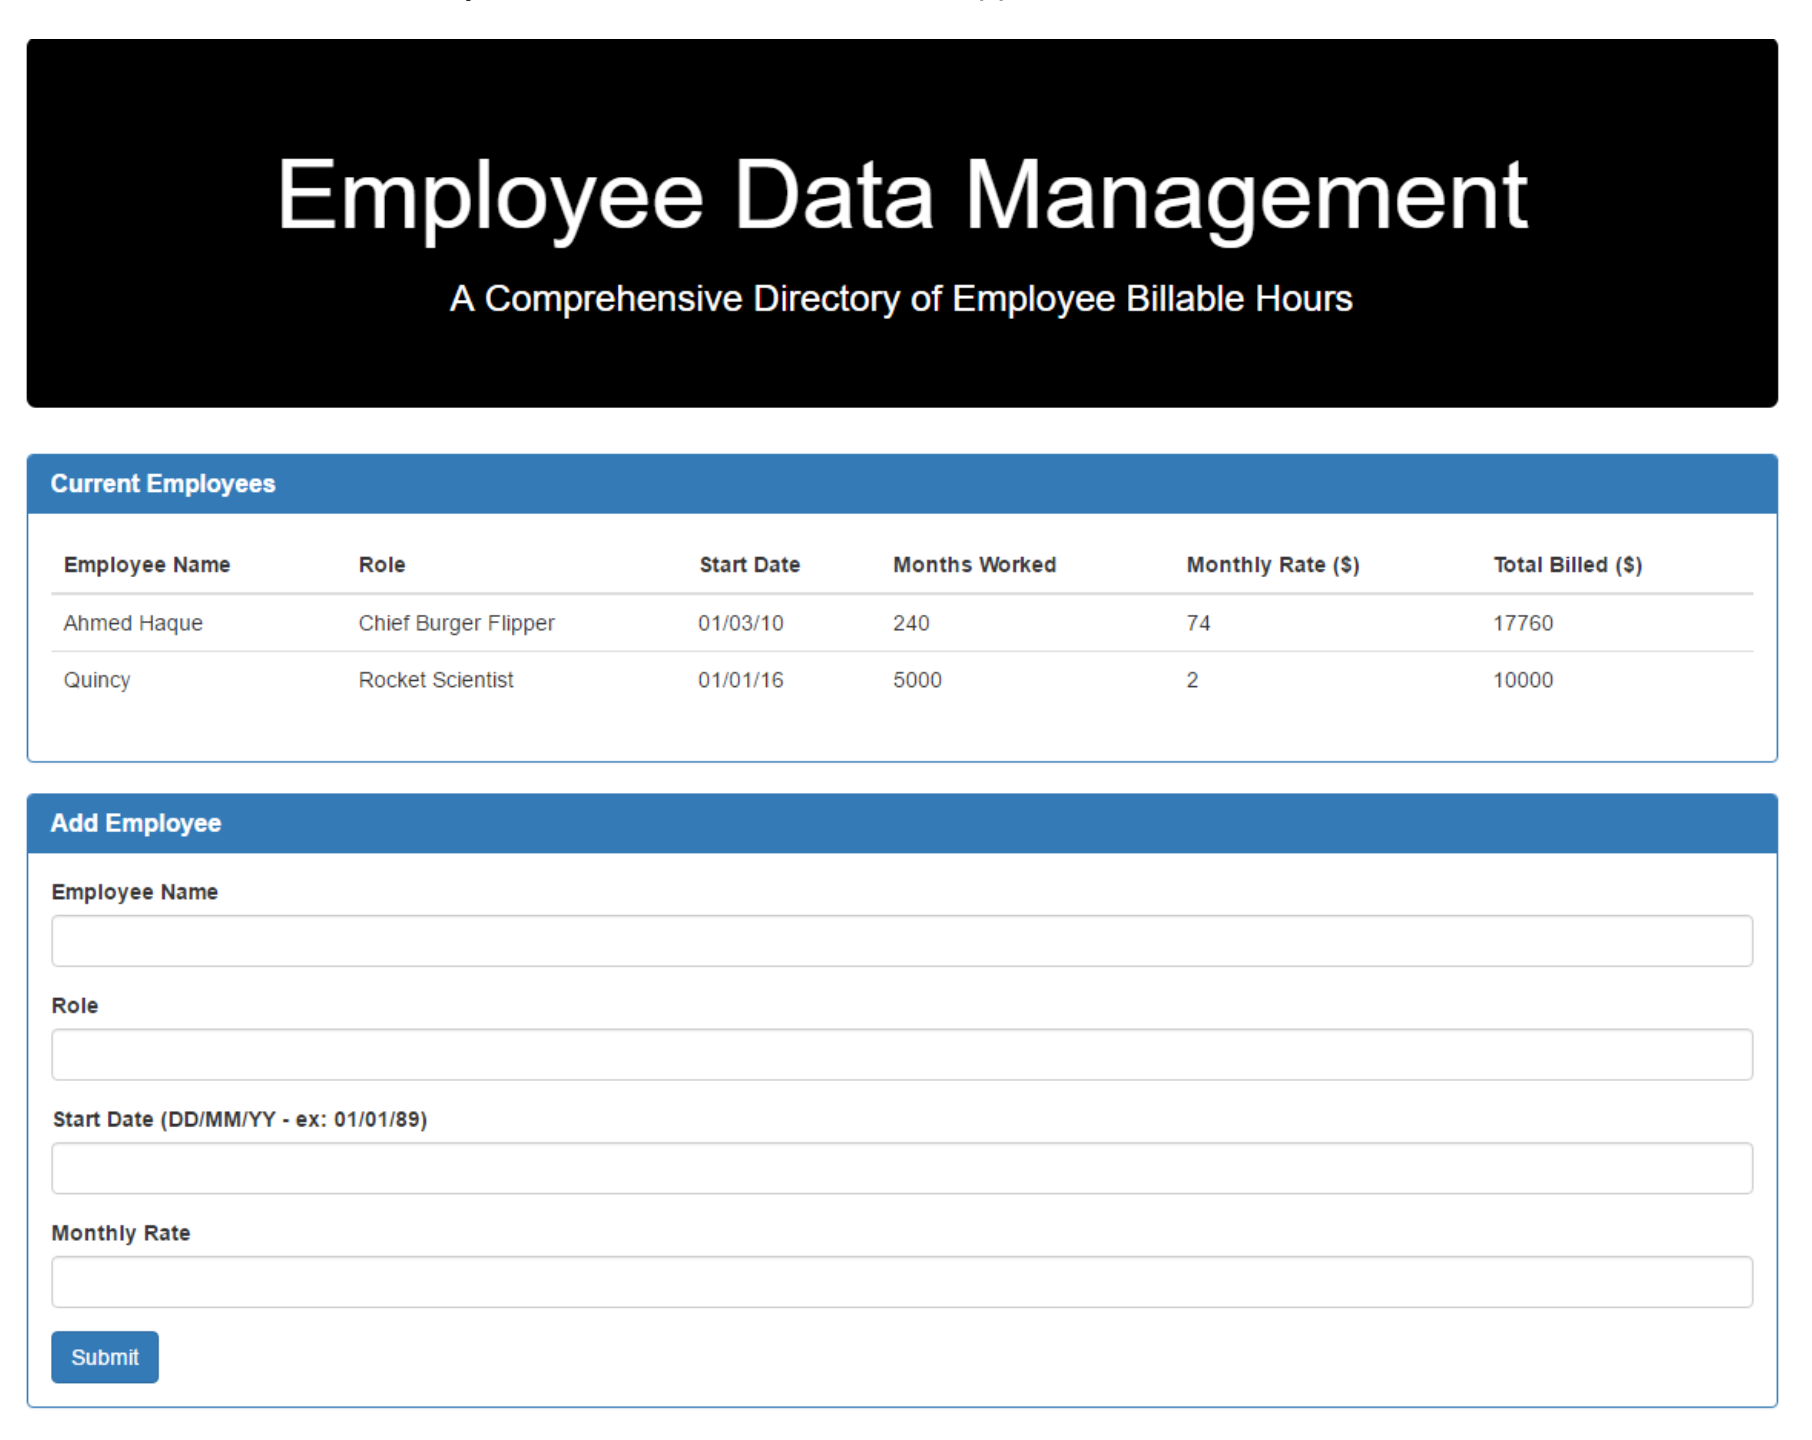 Employee Data Management
A Comprehensive Directory of Employee Billable Hours
Current Employees
Employee Name Role Start Date Months Worked Monthly Rate ($) Total Billed ($)
Ahmed Haque Chief Burger Flipper 01/03/10 240 74 17760
Quincy Rocket Scientist 01/01/16 5000 2 10000
Add Employee
Employee Name
Role
Start Date (DD/MM/YY - ex: 01/01/89)
Monthly Rate
Submit